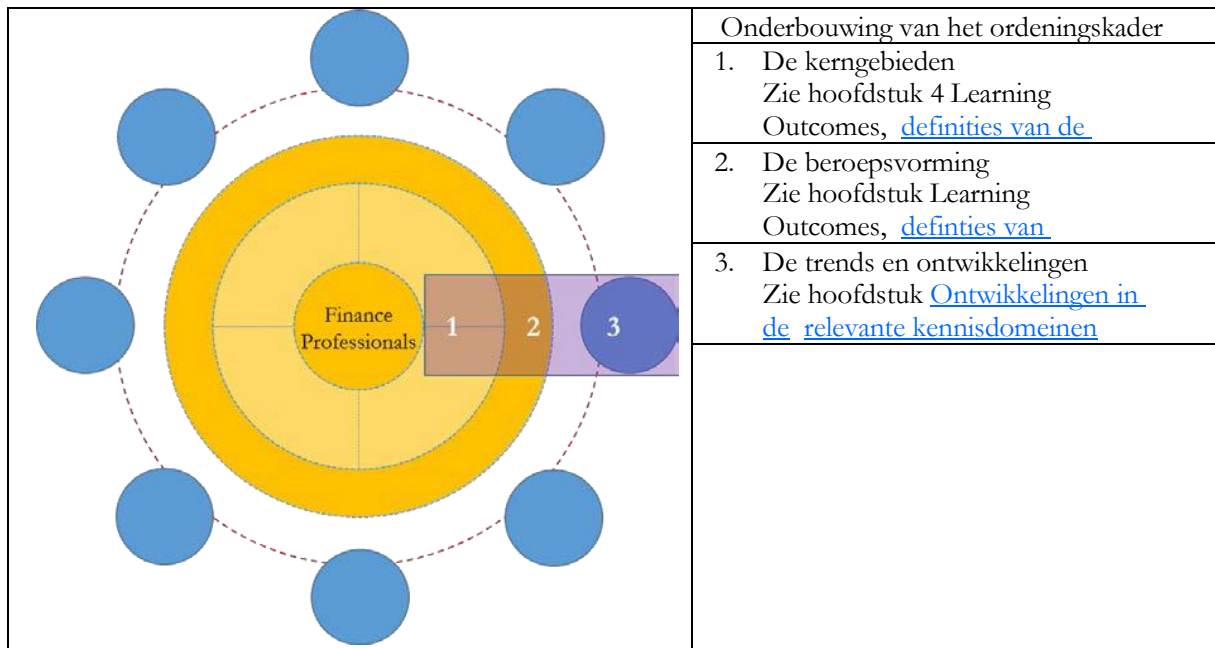 Finance
Professionals
1
2
3
Onderbouwing van het ordeningskader
1. De kerngebieden
Zie hoofdstuk 4 Learning
Outcomes, definities van de
2. De beroepsvorming
Zie hoofdstuk Learning
Outcomes, definties van
3. De trends en ontwikkelingen
Zie hoofdstuk Ontwikkelingen in
de relevante kennisdomeinen